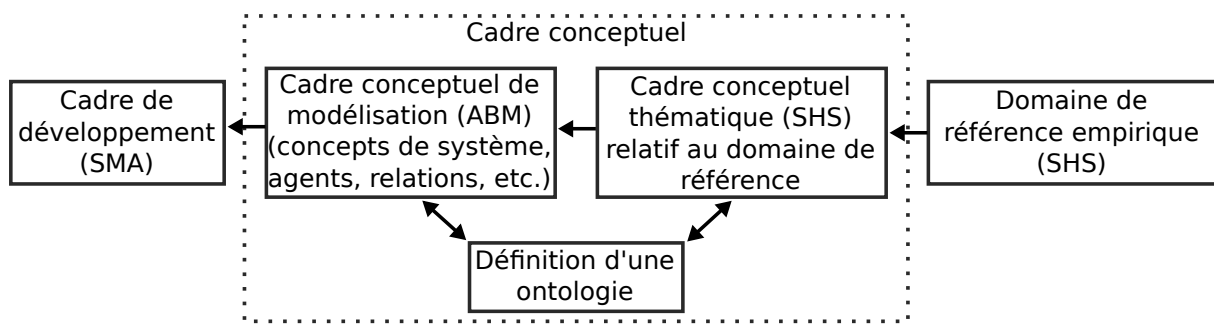 Cadre conceptuel
Cadre de
développement
(SMA)
Cadre conceptuel de
modélisation (ABM)
(concepts de système,
agents, relations, etc.)
Cadre conceptuel
thématique (SHS)
relatif au domaine de
référence
Domaine de
référence empirique
(SHS)
Définition d'une
ontologie